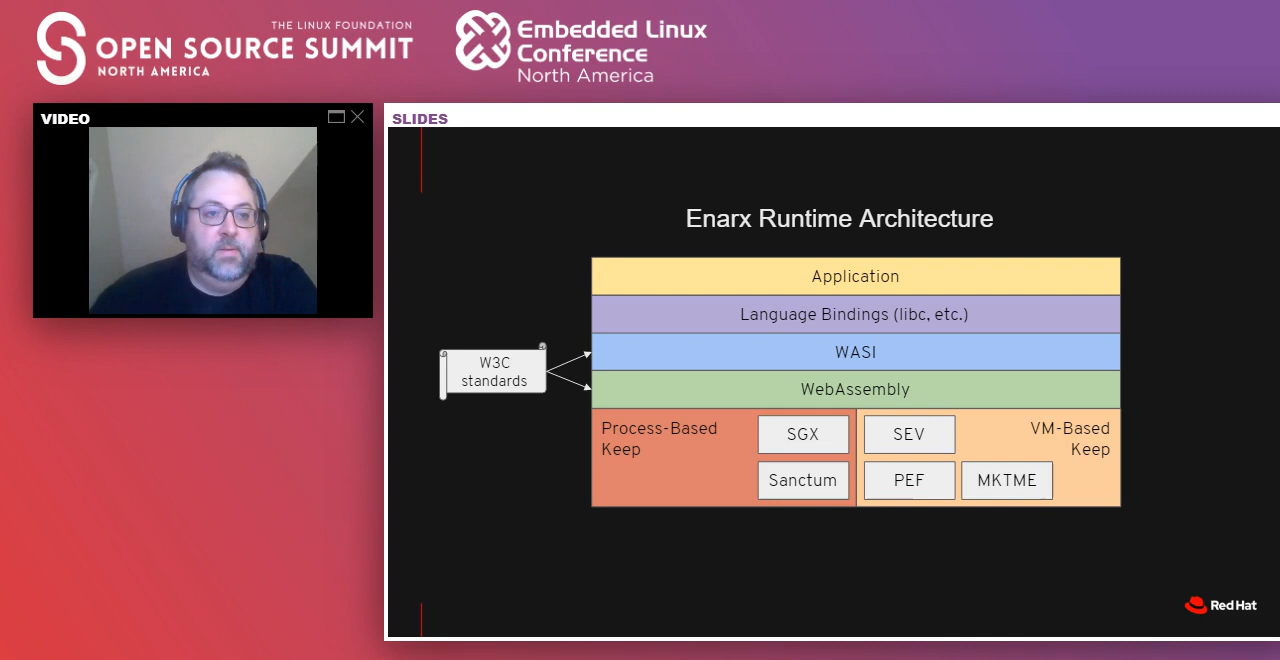 THE LINUX FOUNDATION
OPEN SOURCE SUMMIT
NORTH AMERICA
Embedded Linux
Conference
North America
VIDEO
SLIDES
Enarx Runtime Architecture
Application
Language Bindings (libc, etc.)
WASI
W3C
standards
WebAssembly
Process-Based
Keep
SGX
Sanctum
SEV
VM-Based
Keep
PEF
MKTME
Red Hat